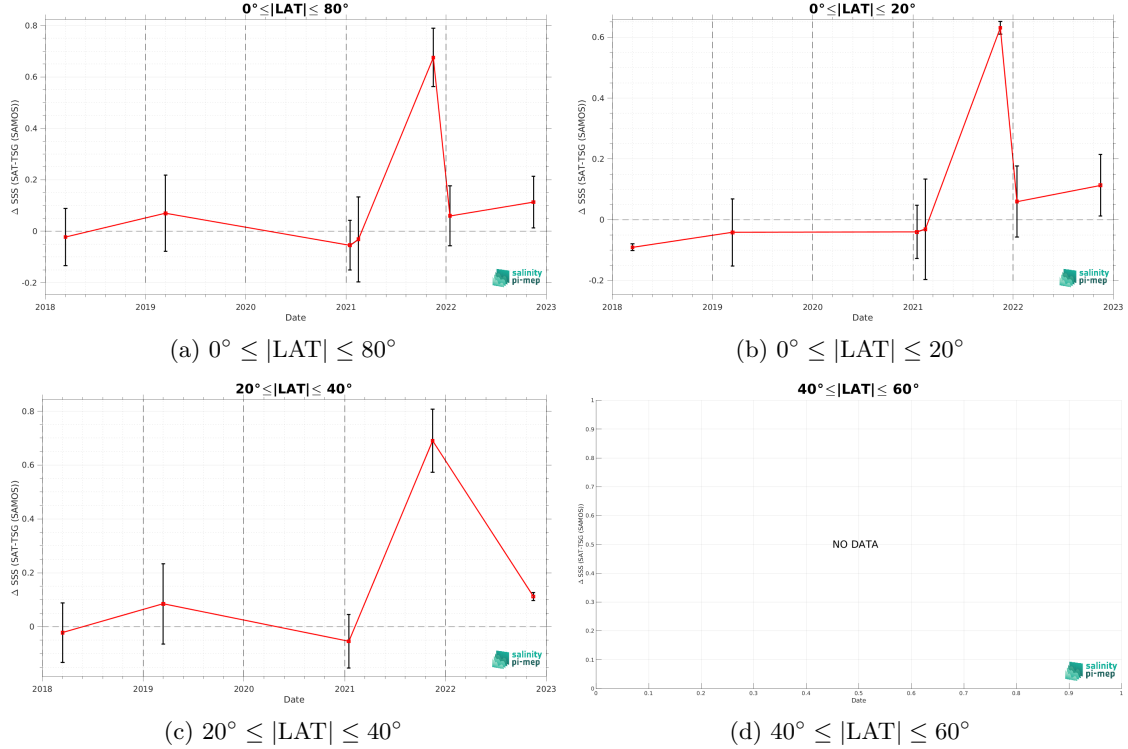 0°≤|LAT|≤ 80°
Δ SSS (SAT-TSG (SAMOS))
0.8
0.6
0.4
0.2
0
-0.2
2018 2019 2020 2021 2022 2023
Date
salinity
pi-mep
(a) 0° ≤ |LAT| ≤ 80°
0°≤|LAT|≤ 20°
Δ SSS (SAT-TSG (SAMOS))
0.6
0.4
0.2
0
-0.2
2018 2019 2020 2021 2022 2023
Date
salinity
pi-mep
(b) 0° ≤ |LAT| ≤ 20°
20°≤|LAT|≤ 40°
Δ SSS (SAT-TSG (SAMOS))
0.8
0.6
0.4
0.2
0
2018 2019 2020 2021 2022 2023
Date
salinity
pi-mep
(c) 20° ≤ |LAT| ≤ 40°
40°≤|LAT|≤ 60°
Δ SSS (SAT-TSG (SAMOS))
1
0.9
0.8
0.7
0.6
0.5
0.4
0.3
0.2
0.1
0
NO DATA
0 0.1 0.2 0.3 0.4 0.5 0.6 0.7 0.8 0.9 1
Date
salinity
pi-mep
(d) 40° ≤ |LAT| ≤ 60°